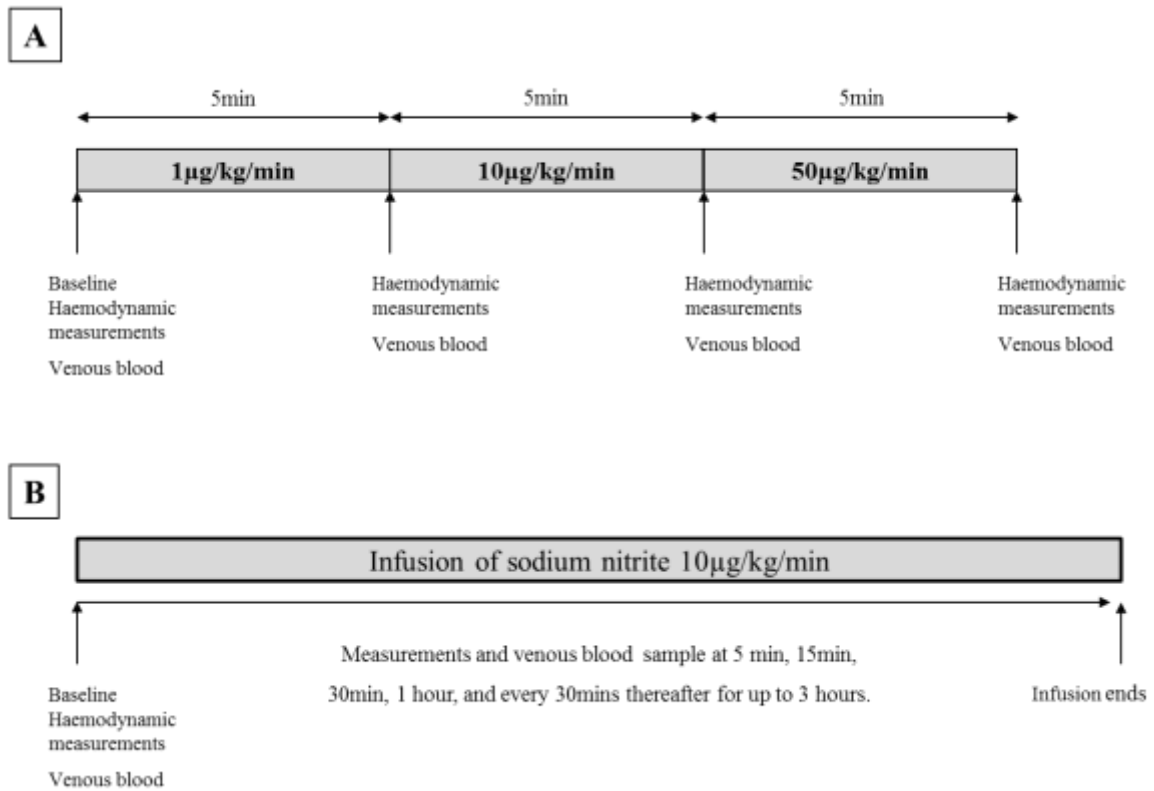 A
5min 5min 5min
1µg/kg/min 10µg/kg/min 50µg/kg/min
Baseline
Haemodynamic
measurements
Venous blood
Haemodynamic
measurements
Venous blood
Haemodynamic
measurements
Venous blood
Haemodynamic
measurements
Venous blood
B
Infusion of sodium nitrite 10µg/kg/min
Measurements and venous blood sample at 5 min, 15min,
30min, 1 hour, and every 30mins thereafter for up to 3 hours.
Baseline
Haemodynamic
measurements
Venous blood
Infusion ends